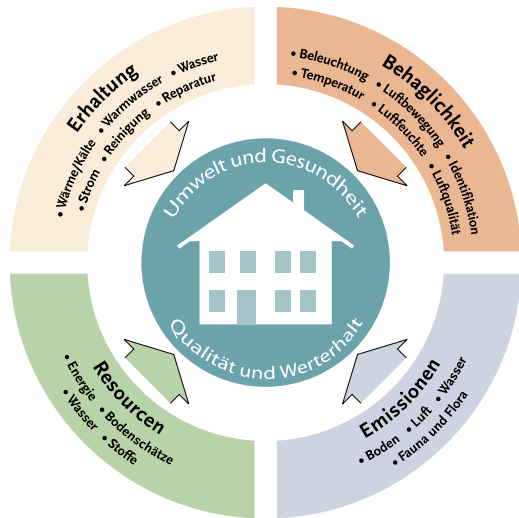 Erhaltung
• Wärme/Kälte • Warmwasser • Wasser
• Strom • Reinigung • Reparatur
Behaglichkeit
• Beleuchtung • Luftbewegung • Identifikation
• Temperatur • Luftfeuchte • Luftqualität
Umwelt und Gesundheit
Qualität und Werterhalt
Resourcen
• Energie • Bodenschätze
• Wasser • Stoffe
Emissionen
• Boden • Luft • Wasser
• Fauna und Flora